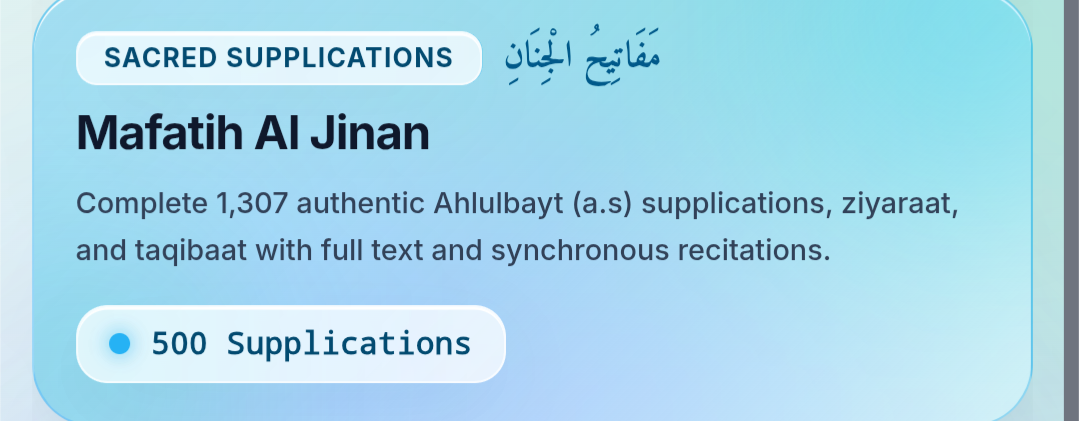 SACRED SUPPLICATIONS مَفَاتِيحُ الْجِنَانِ
Mafatih Al Jinan
Complete 1,307 authentic Ahlulbayt (a.s) supplications, ziyaraat,
and taqibaat with full text and synchronous recitations.
500 Supplications